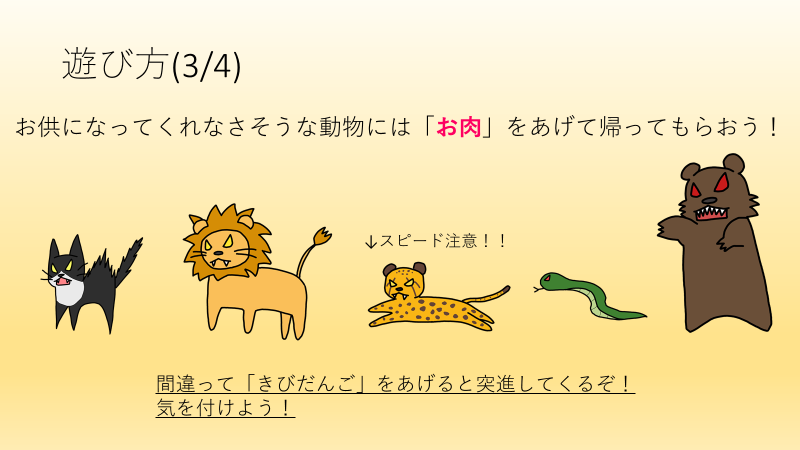 遊び方(3/4)
お供になってくれなさそうな動物には「お肉」をあげて帰ってもらおう！
↓スピード注意！！
間違って「きびだんご」をあげると突進してくるぞ！
気を付けよう！